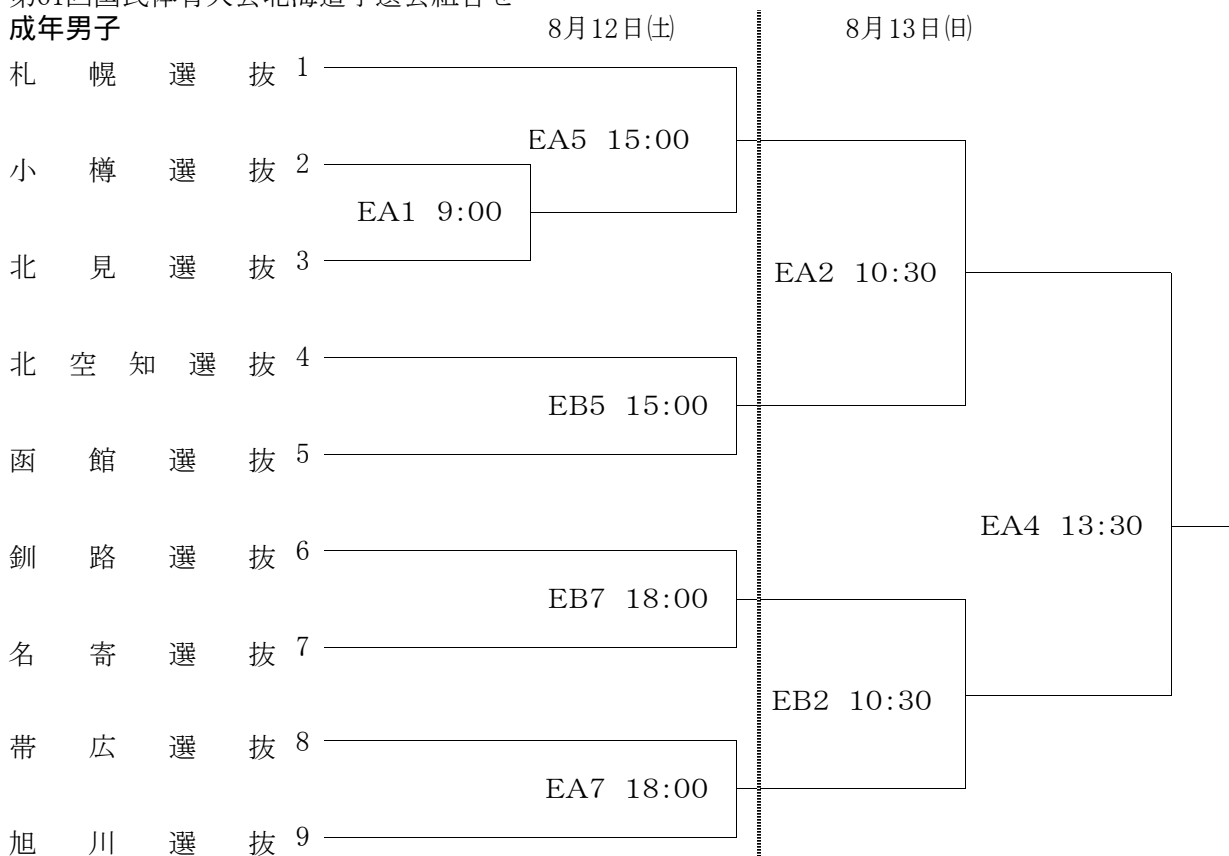 成年男子
8月12日(土) 8月13日(日)
札幌選抜 1
EA5 15:00
小樽選抜 2
EA1 9:00
北見選抜 3
EA2 10:30
北空知選抜 4
EB5 15:00
函館選抜 5
EA4 13:30
釧路選抜 6
EB7 18:00
名寄選抜 7
EB2 10:30
帯広選抜 8
EA7 18:00
旭川選抜 9